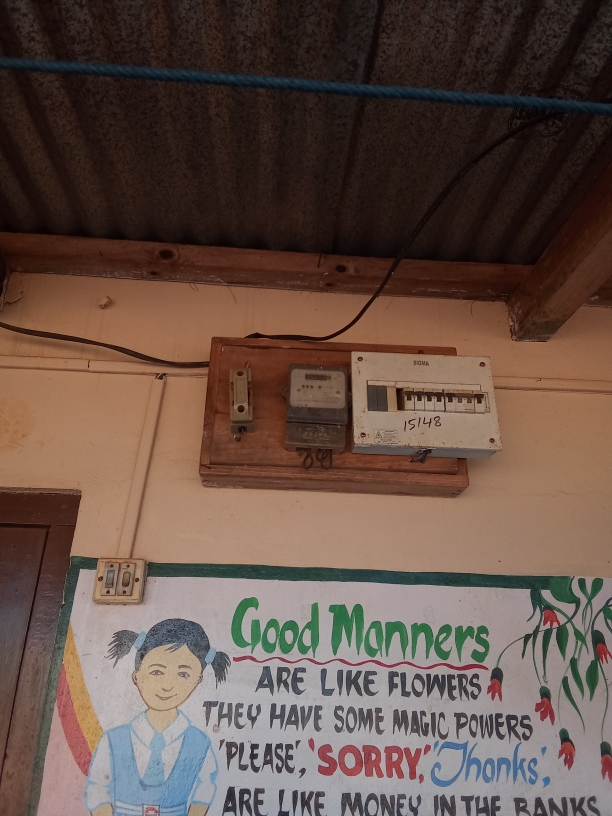 SIGMA
15148
Good Manners
ARE LIKE FLOWERS
THEY HAVE SOME MAGIC POWERS
'PLEASE', 'SORRY,' 'Thanks',
ARE LIKE MONEY IN THE BANKS